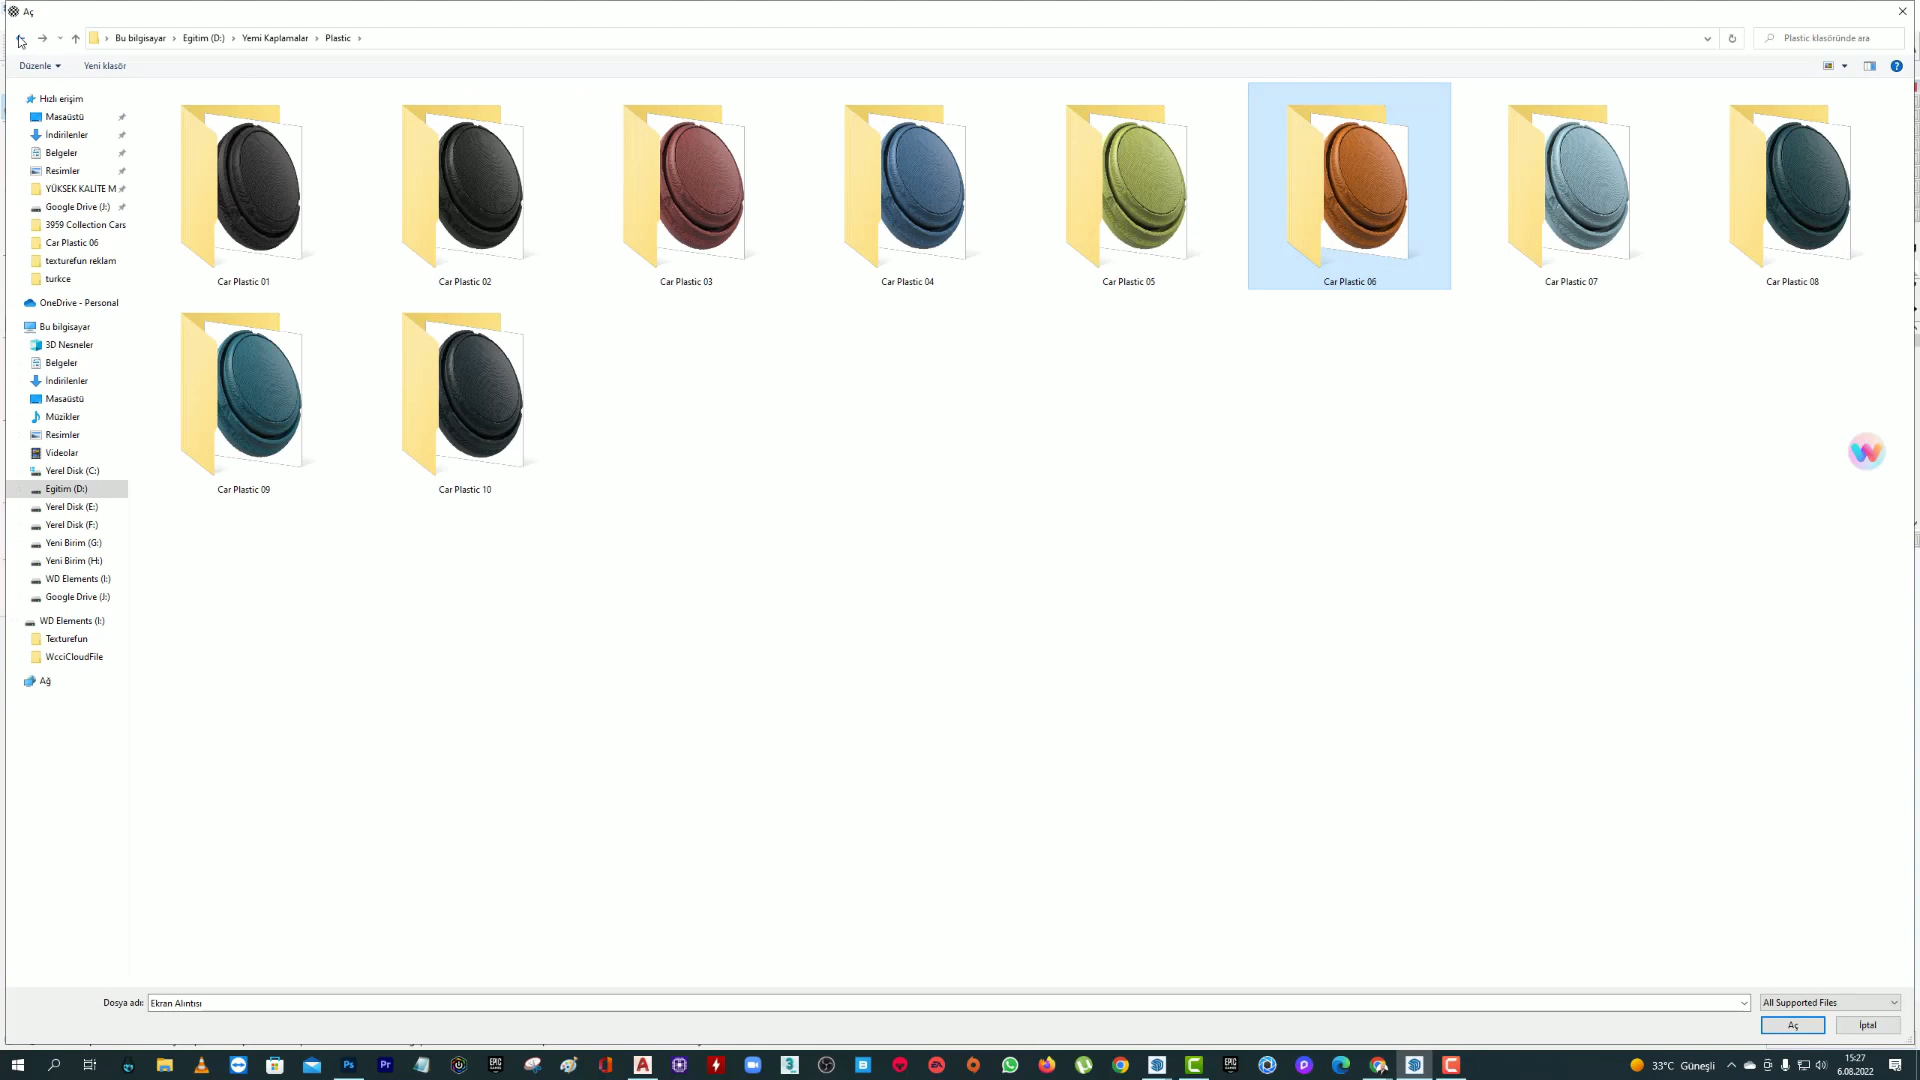 Aç
Bu bilgisayar > Egitim (D:) > Yemi Kaplamalar > Plastic >
Plastic klasöründe ara
Düzenle
Yeni klasör
Hızlı erişim
Masaüstü
İndirilenler
Belgeler
Resimler
YÜKSEK KALİTE M
Google Drive (J:)
3959 Collection Cars
Car Plastic 06
texturefun reklam
turkce
OneDrive - Personal
Bu bilgisayar
3D Nesneler
Belgeler
İndirilenler
Masaüstü
Müzikler
Resimler
Videolar
Yerel Disk (C:)
Egitim (D:)
Yerel Disk (E:)
Yerel Disk (F:)
Yeni Birim (G:)
Yeni Birim (H:)
WD Elements (I:)
Google Drive (J:)
WD Elements (I:)
Texturefun
WcciCloudFile
Ağ
Car Plastic 01
Car Plastic 02
Car Plastic 03
Car Plastic 04
Car Plastic 05
Car Plastic 06
Car Plastic 07
Car Plastic 08
Car Plastic 09
Car Plastic 10
Dosya adı: Ekran Alıntısı
All Supported Files
Aç
İptal
33°C Güneşli
15:27
6.08.2022